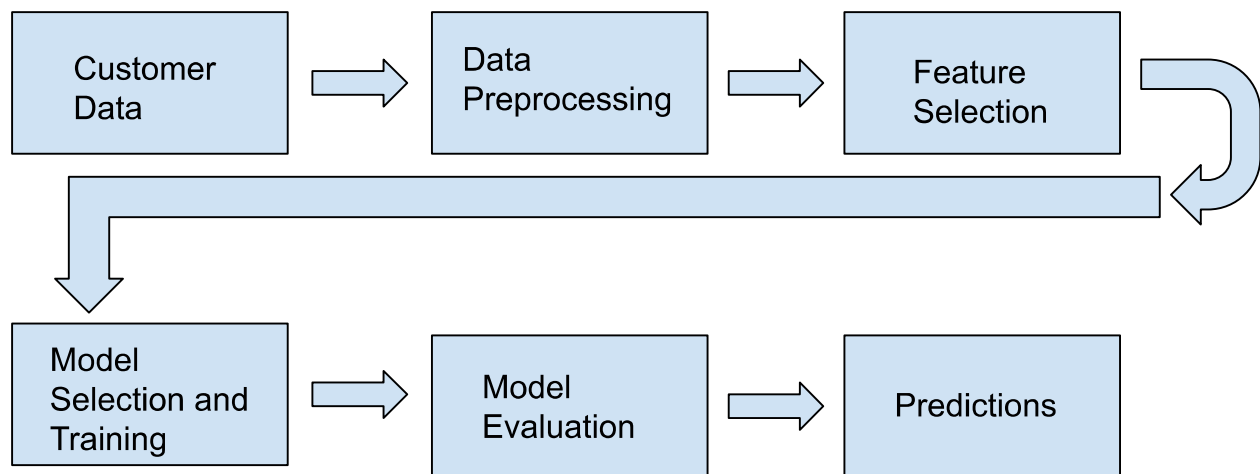 Customer
Data
Data
Preprocessing
Feature
Selection
Model
Selection and
Training
Model
Evaluation
Predictions